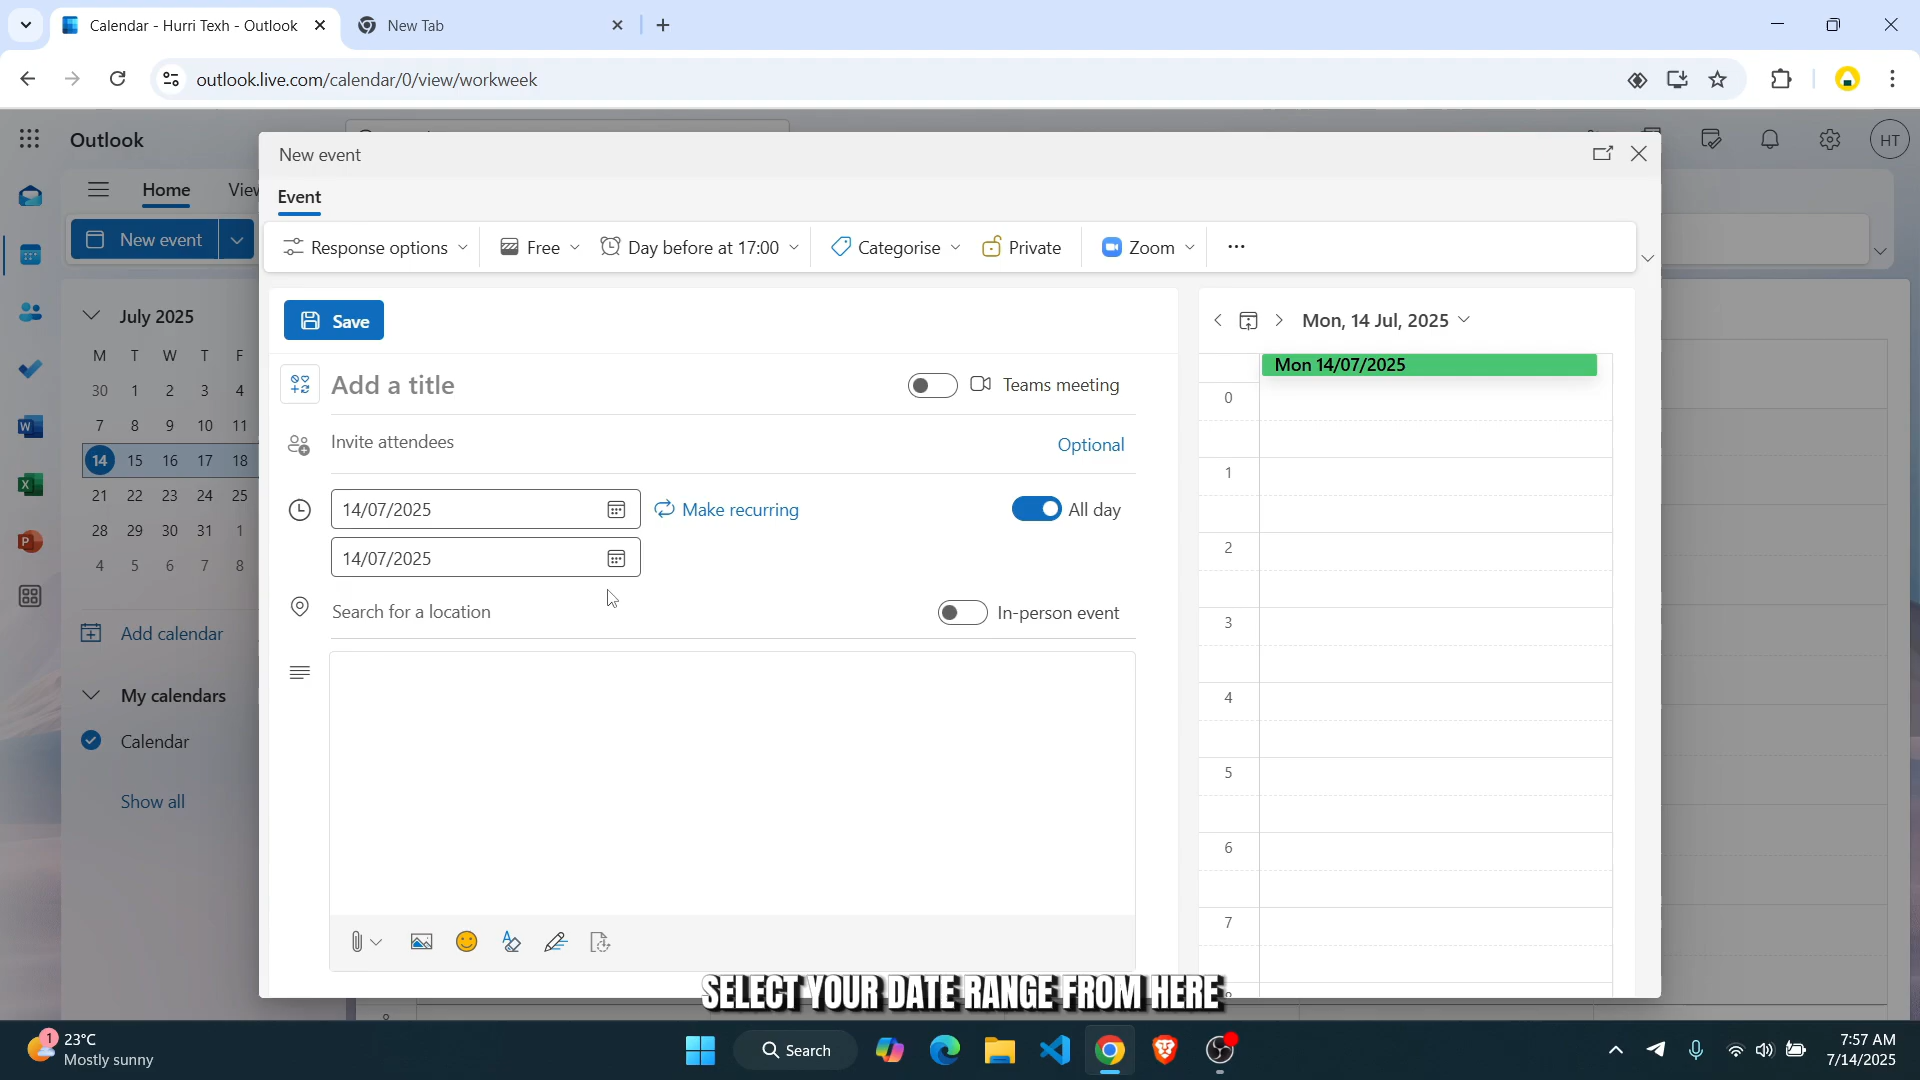 Calendar - Hurri Texh - Outlook
New Tab
outlook.live.com/calendar/0/view/workweek
Outlook
HT
New event
Home
View
Event
New event
Response options
Free
Day before at 17:00
Categorise
Private
Zoom
Save
July 2025
M T W T F
30 1 2 3 4
7 8 9 10 11
14 15 16 17 18
21 22 23 24 25
28 29 30 31 1
4 5 6 7 8
Add calendar
My calendars
Calendar
Show all
Add a title
Teams meeting
Invite attendees
Optional
14/07/2025
Make recurring
All day
14/07/2025
Search for a location
In-person event
Mon, 14 Jul, 2025
Mon 14/07/2025
0
1
2
3
4
5
6
7
SELECT YOUR DATE RANGE FROM HERE
1
23°C
Mostly sunny
Search
7:57 AM
7/14/2025